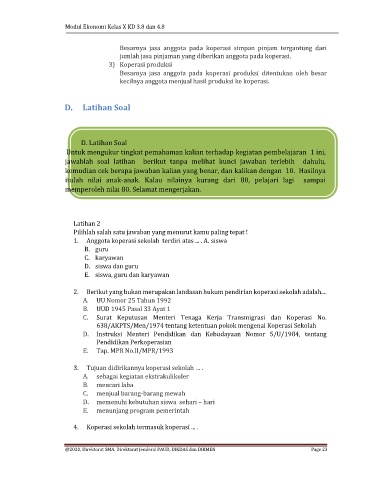 Modul Ekonomi Kelas X KD 3.8 dan 4.8
Besarnya jasa anggota pada koperasi simpan pinjam tergantung dari
jumlah jasa pinjaman yang diberikan anggota pada koperasi.
3) Koperasi produksi
Besarnya jasa anggota pada koperasi produksi ditentukan oleh besar
kecilnya anggota menjual hasil produksi ke koperasi.
D. Latihan Soal
D. Latihan Soal
Untuk mengukur tingkat pemahaman kalian terhadap kegiatan pembelajaran 1 ini,
jawablah soal latihan berikut tanpa melihat kunci jawaban terlebih dahulu,
kemudian cek berapa jawaban kalian yang benar, dan kalikan dengan 10. Hasilnya
itulah nilai anak-anak. Kalau nilainya kurang dari 80, pelajari lagi sampai
memperoleh nilai 80. Selamat mengerjakan.
Latihan 2
Pilihlah salah satu jawaban yang menurut kamu paling tepat !
1. Anggota koperasi sekolah terdiri atas .... A. siswa
B. guru
C. karyawan
D. siswa dan guru
E. siswa, guru dan karyawan
2. Berikut yang bukan merupakan landasan hukum pendirian koperasi sekolah adalah....
A. UU Nomor 25 Tahun 1992
B. UUD 1945 Pasal 33 Ayat 1
C. Surat Keputusan Menteri Tenaga Kerja Transmigrasi dan Koperasi No.
638/AKPTS/Men/1974 tentang ketentuan pokok mengenai Koperasi Sekolah
D. Instruksi Menteri Pendidikan dan Kebudayaan Nomor 5/U/1984, tentang
Pendidikan Perkoperasian
E. Tap. MPR No.II/MPR/1993
3. Tujuan didirikannya koperasi sekolah ... .
A. sebagai kegiatan ekstrakulikuler
B. mencari laba
C. menjual barang-barang mewah
D. memenuhi kebutuhan siswa sehari – hari
E. menunjang program pemerintah
4. Koperasi sekolah termasuk koperasi ... .
@2020, Direktorat SMA, Direktorat Jenderal PAUD, DIKDAS dan DIKMEN Page 23